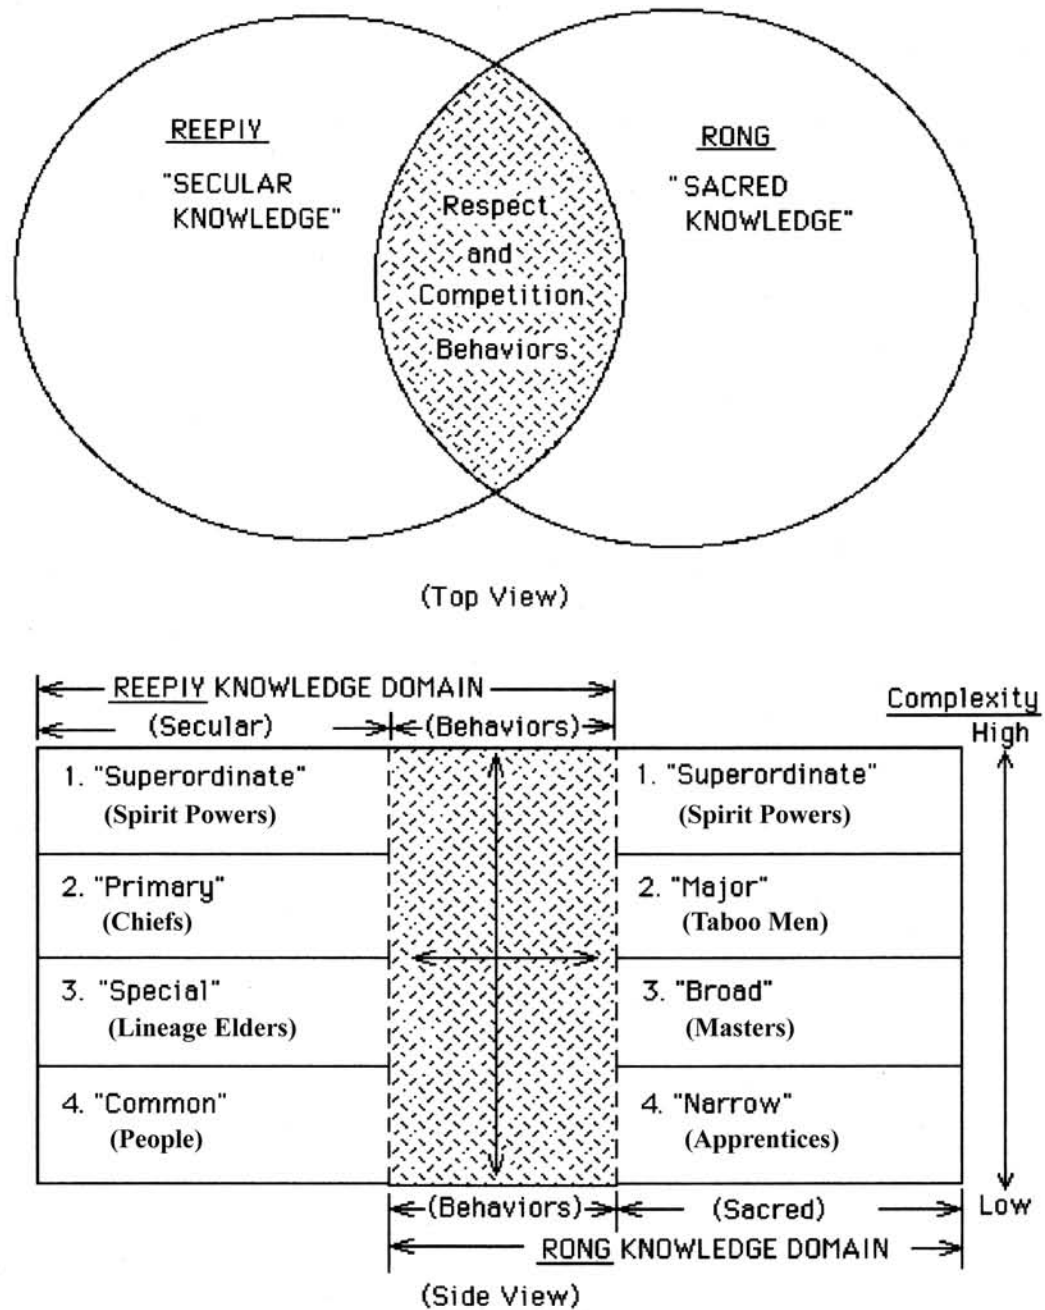 REEPIY
"SECULAR
KNOWLEDGE"
Respect
and
Competition
Behaviors
RONG
"SACRED
KNOWLEDGE"
(Top View)
REEPIY KNOWLEDGE DOMAIN
(Secular)
(Behaviors)
Complexity
High
1. "Superordinate"
(Spirit Powers)
2. "Primary"
(Chiefs)
3. "Special"
(Lineage Elders)
4. "Common"
(People)
1. "Superordinate"
(Spirit Powers)
2. "Major"
(Taboo Men)
3. "Broad"
(Masters)
4. "Narrow"
(Apprentices)
Low
(Behaviors)
(Sacred)
RONG KNOWLEDGE DOMAIN
(Side View)